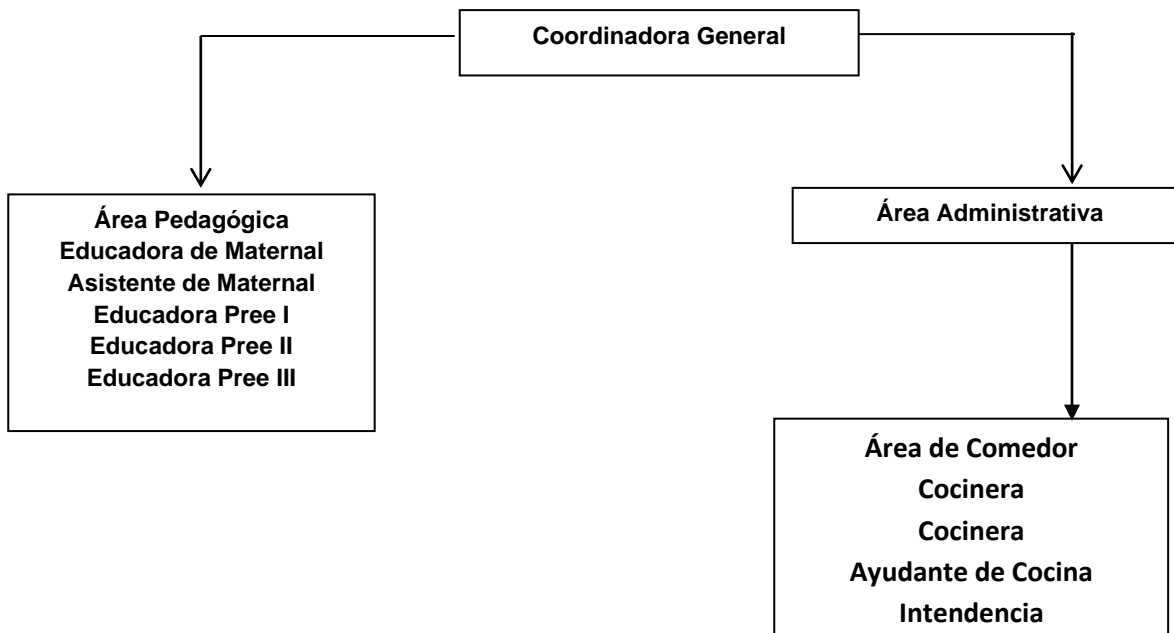 Coordinadora General
Área Pedagógica
Educadora de Maternal
Asistente de Maternal
Educadora Pree I
Educadora Pree II
Educadora Pree III
Área Administrativa
Área de Comedor
Cocinera
Cocinera
Ayudante de Cocina
Intendencia